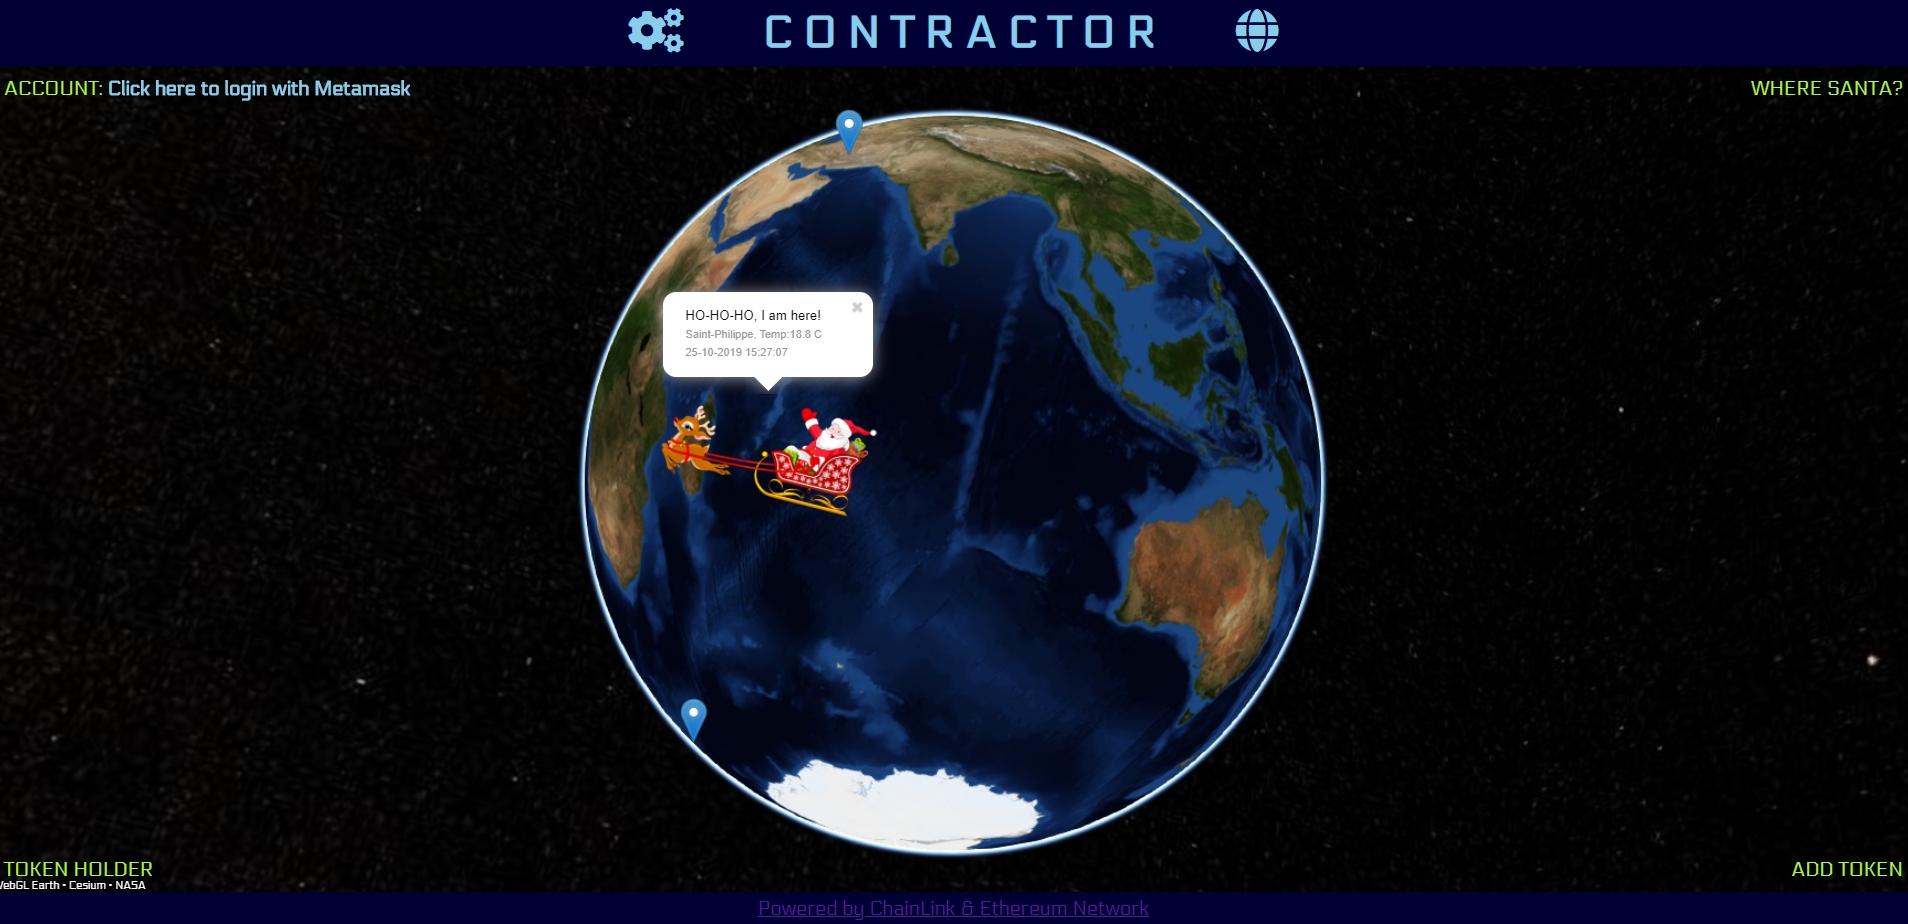 CONTRACTOR
ACCOUNT: Click here to login with Metamask
WHERE SANTA?
HO-HO-HO, I am here!
Saint-Philippe, Temp:18.8 C
25-10-2019 15:27:07
TOKEN HOLDER
ebGL Earth • Cesium • NASA
ADD TOKEN
Powered by ChainLink & Ethereum Network